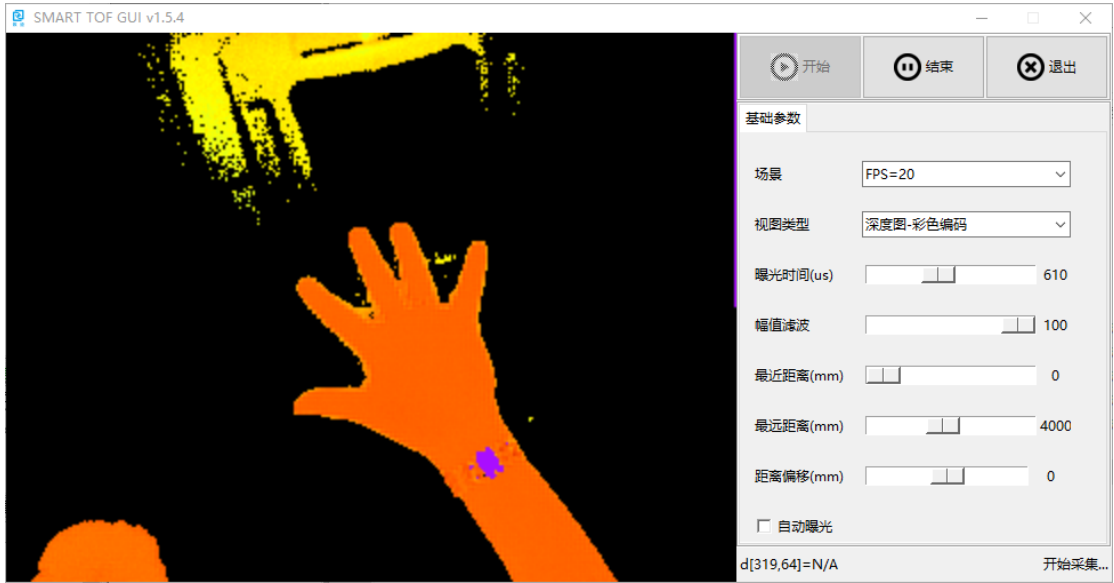 SMART TOF GUI v1.5.4
开始
结束
退出
基础参数
场景 FPS=20
视图类型 深度图-彩色编码
曝光时间(us) 610
幅值滤波 100
最近距离(mm) 0
最远距离(mm) 4000
距离偏移(mm) 0
自动曝光
d[319,64]=N/A 开始采集...